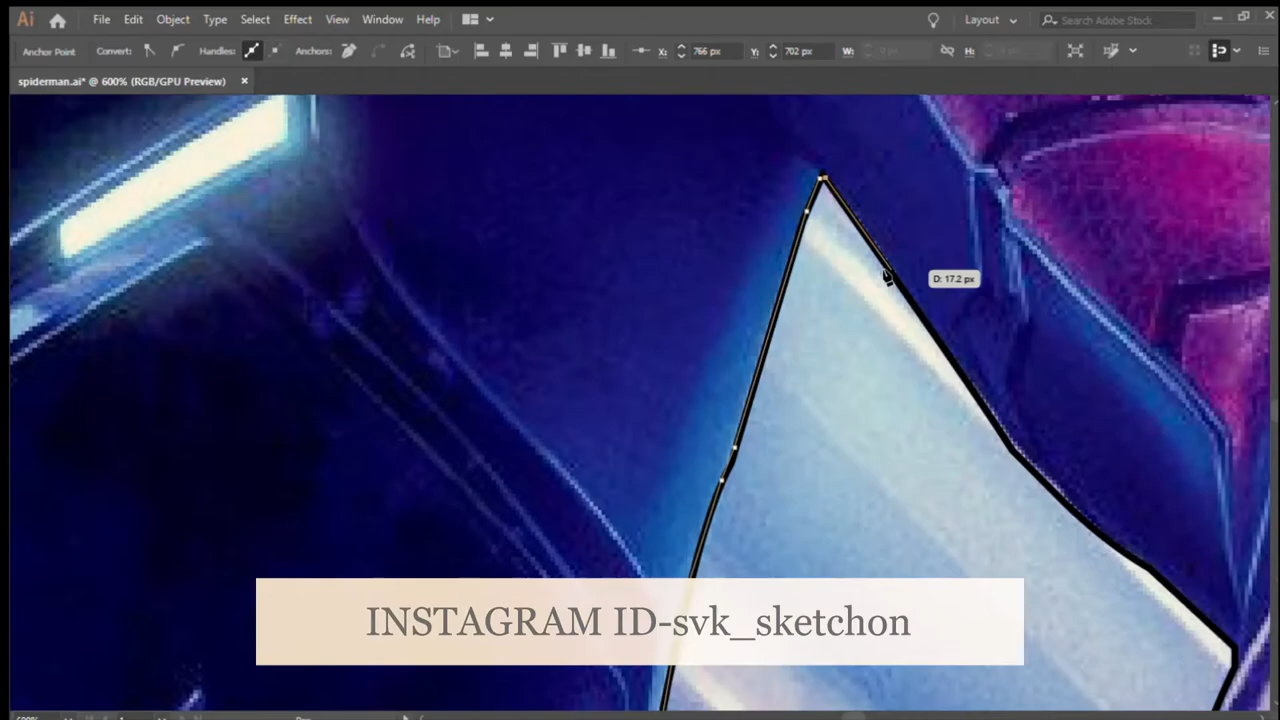 Ai File Edit Object Type Select Effect View Window Help Layout Search Adobe Stock
Anchor Point Convert: Handles: Anchors: X: 766 px Y: 702 px W: H:
spiderman.ai* @ 600% (RGB/GPU Preview) ×
D: 17.2 px
INSTAGRAM ID-svk_sketchon